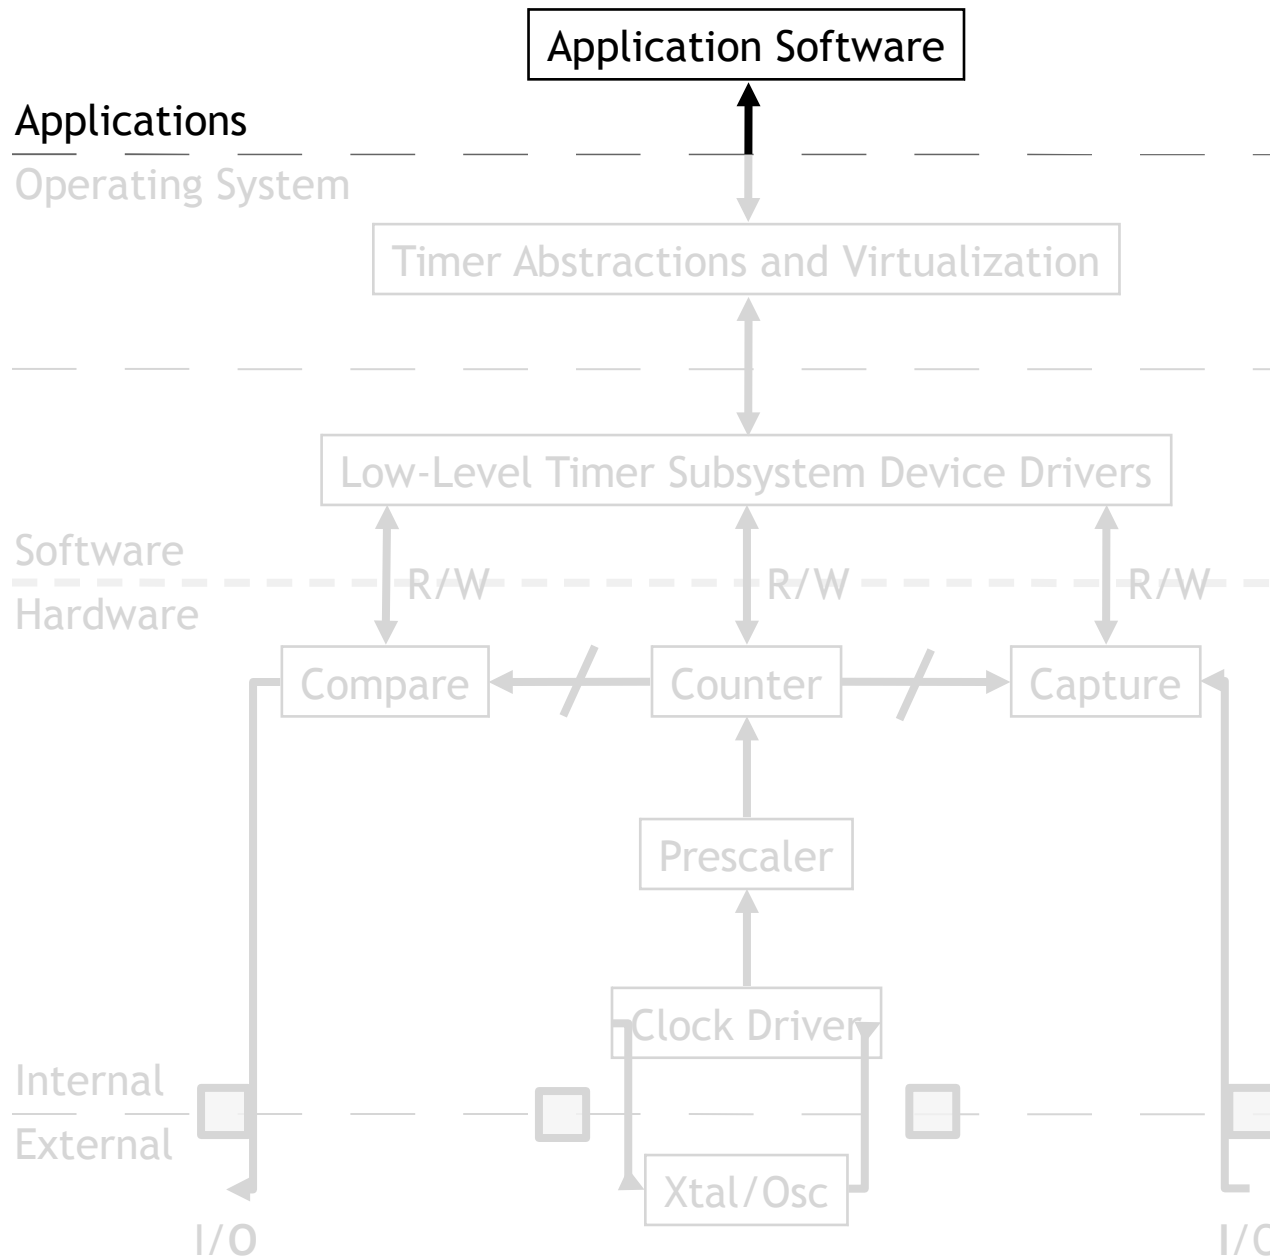 Application Software
Applications
Operating System
Timer Abstractions and Virtualization
Low-Level Timer Subsystem Device Drivers
Software
R/W R/W R/W
Hardware
Compare Counter Capture
Prescaler
Clock Driver
Internal
External
Xtal/Osc
I/O I/O